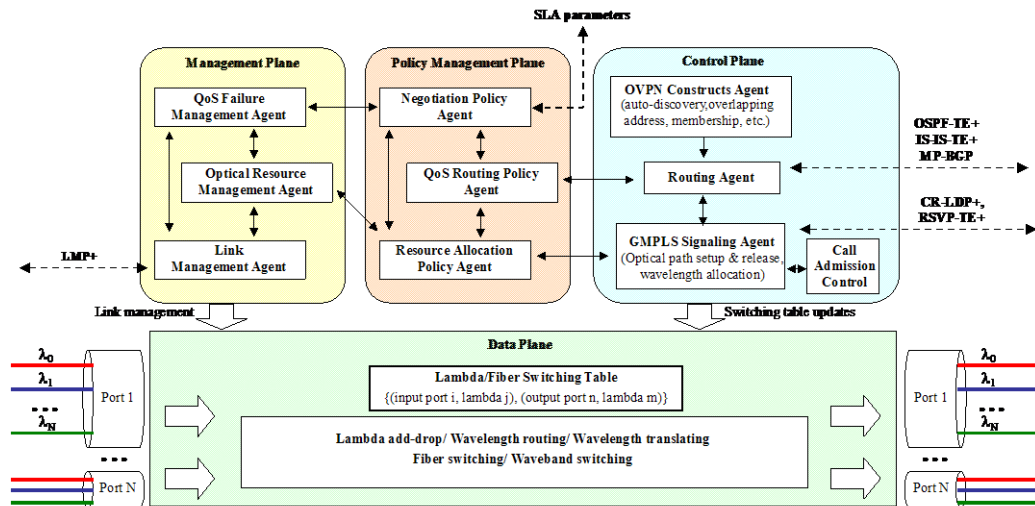 SLA parameters
Management Plane
QoS Failure
Management Agent
Optical Resource
Management Agent
Link
Management Agent
LMP+
Link management
Policy Management Plane
Negotiation Policy
Agent
QoS Routing Policy
Agent
Resource Allocation
Policy Agent
Control Plane
OVPN Constructs Agent
(auto-discovery,overlapping
address, membership, etc.)
Routing Agent
GMPLS Signaling Agent
(Optical path setup & release,
wavelength allocation)
Call
Admission
Control
OSPF-TE+
IS-IS-TE+
MP-BGP
CR-LDP+,
RSVP-TE+
Switching table updates
Data Plane
Lambda/Fiber Switching Table
{(input port i, lambda j), (output port n, lambda m)}
Lambda add-drop/ Wavelength routing/ Wavelength translating
Fiber switching/ Waveband switching
λ0
λ1
...
λN
Port 1
...
Port N
λ0
λ1
...
λN
Port 1
...
Port N